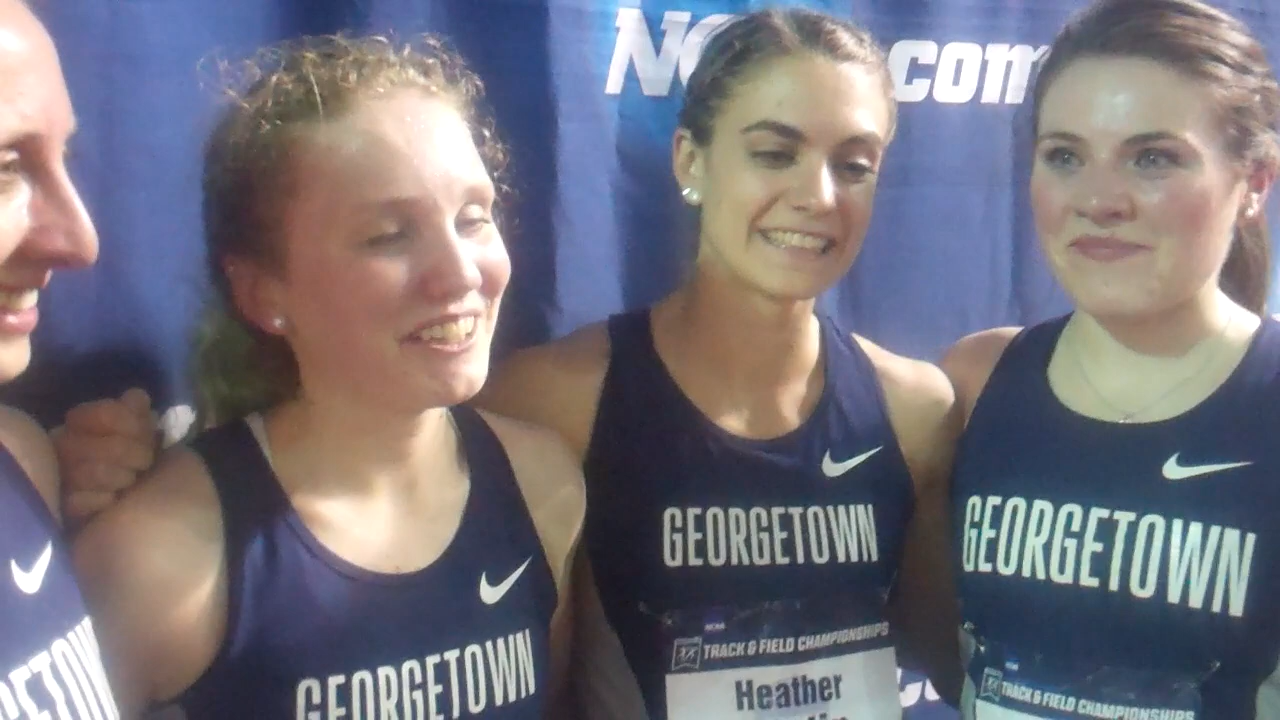 .com
GEORGETOWN
GEORGETOWN
GEORGETOWN
NCAA
TRACK & FIELD CHAMPIONSHIPS
Heather
TRACK & FIELD CHAMPIONSHIPS